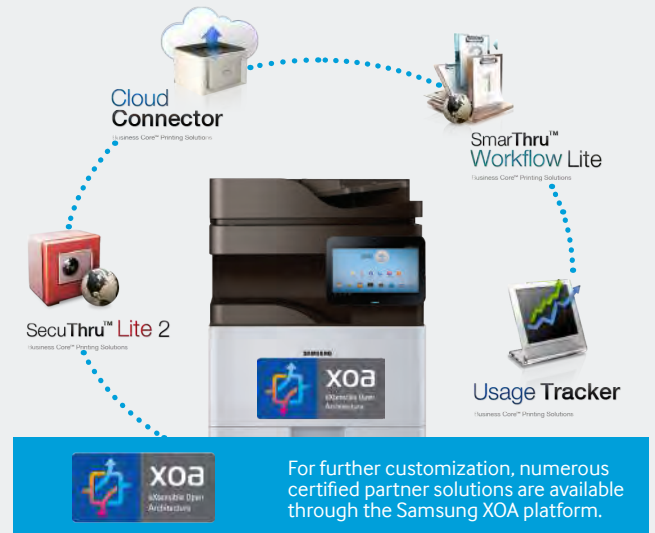 Cloud
Connector
Business Core™ Printing Solutions
SmarThru™
Workflow Lite
Business Core™ Printing Solutions
SecuThru™ Lite 2
Business Core™ Printing Solutions
SAMSUNG
XOA
eXtensible Open
Architecture
Usage Tracker
Business Core™ Printing Solutions
XOA
eXtensible Open
Architecture
For further customization, numerous
certified partner solutions are available
through the Samsung XOA platform.